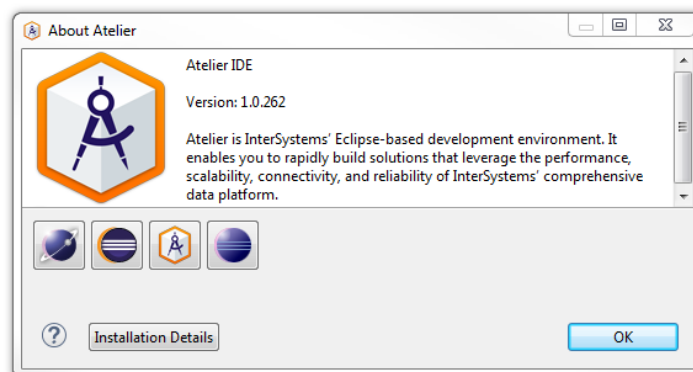 About Atelier
Atelier IDE
Version: 1.0.262
Atelier is InterSystems' Eclipse-based development environment. It
enables you to rapidly build solutions that leverage the performance,
scalability, connectivity, and reliability of InterSystems' comprehensive
data platform.
?
Installation Details
OK